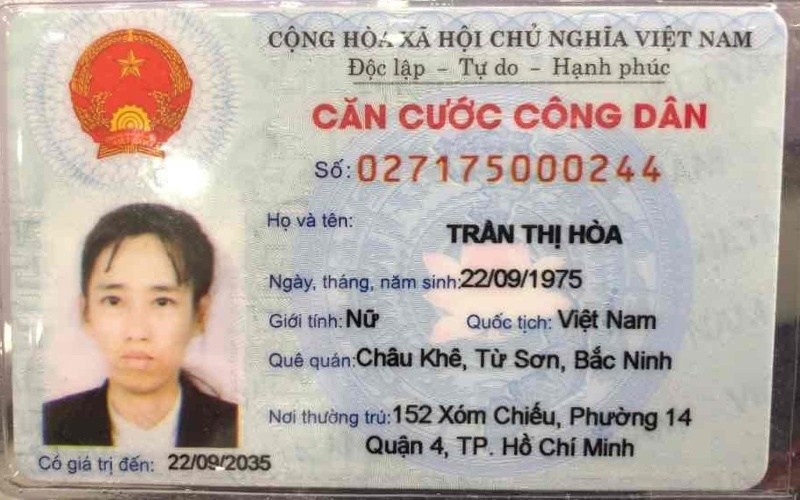 CỘNG HÒA XÃ HỘI CHỦ NGHĨA VIỆT NAM
Độc lập - Tự do - Hạnh phúc
CĂN CƯỚC CÔNG DÂN
Số: 027175000244
Họ và tên: TRẦN THỊ HÒA
Ngày, tháng, năm sinh: 22/09/1975
Giới tính: Nữ Quốc tịch: Việt Nam
Quê quán: Châu Khê, Từ Sơn, Bắc Ninh
Nơi thường trú: 152 Xóm Chiếu, Phường 14
Quận 4, TP. Hồ Chí Minh
Có giá trị đến: 22/09/2035